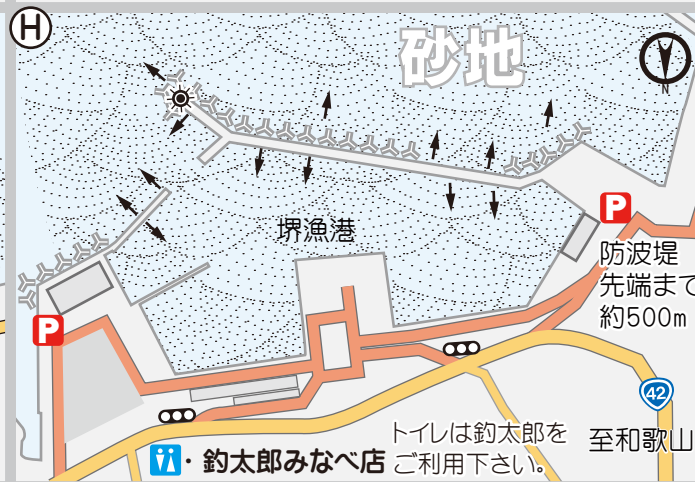 H
砂地
N
堺漁港
P
防波堤
先端まで
約500m
P
42
トイレは釣太郎を
ご利用下さい。
至和歌山
・釣太郎みなべ店